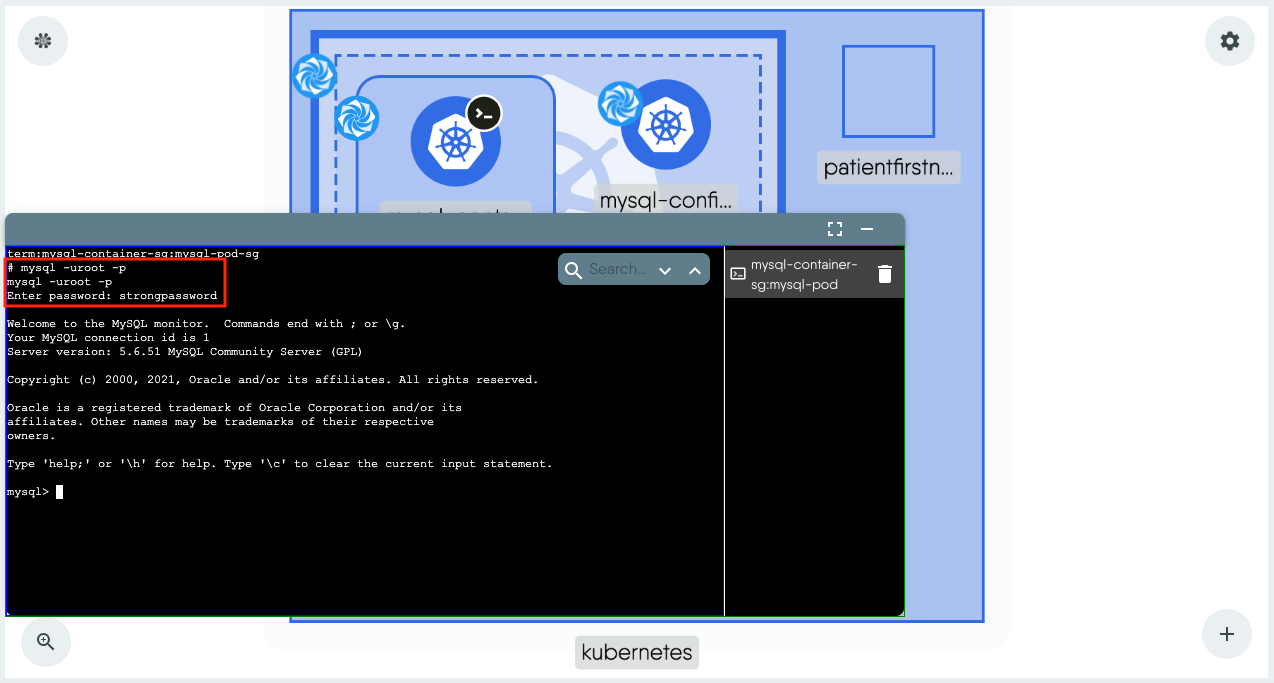 patientfirstn...
mysql-confi...
term:mysql-container-sg:mysql-pod-sg
# mysql -uroot -p
mysql -uroot -p
Enter password: strongpassword
Welcome to the MySQL monitor.  Commands end with ; or \g.
Your MySQL connection id is 1
Server version: 5.6.51 MySQL Community Server (GPL)
Copyright (c) 2000, 2021, Oracle and/or its affiliates. All rights reserved.
Oracle is a registered trademark of Oracle Corporation and/or its
affiliates. Other names may be trademarks of their respective
owners.
Type 'help;' or '\h' for help. Type '\c' to clear the current input statement.
mysql>
Search...
mysql-container-
sg:mysql-pod
kubernetes